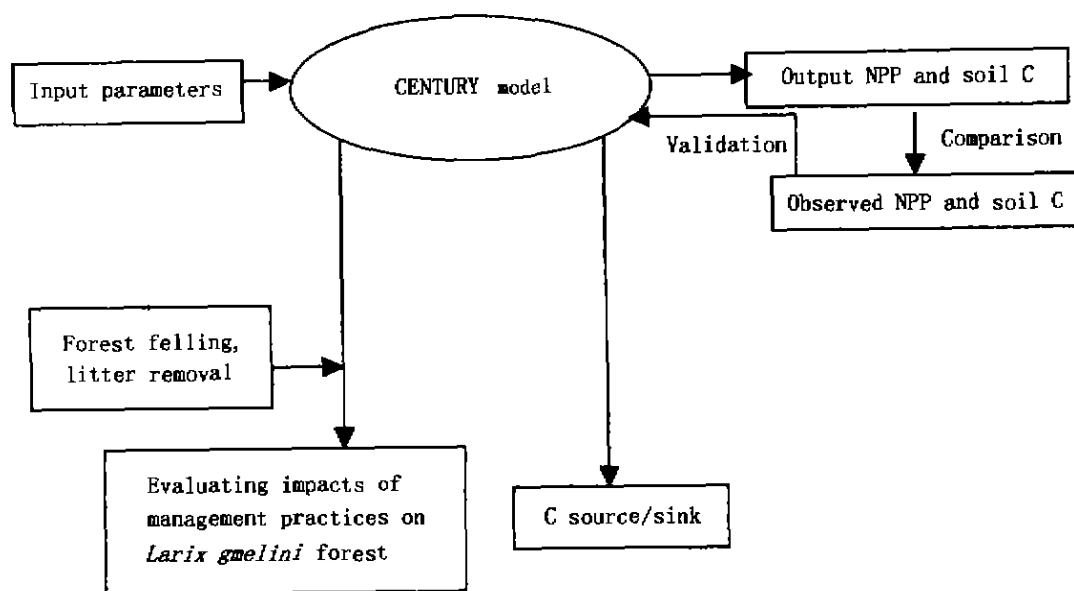 Input parameters
CENTURY model
Output NPP and soil C
Validation
Comparison
Observed NPP and soil C
Forest felling,
litter removal
Evaluating impacts of
management practices on
Larix gmelini forest
C source/sink